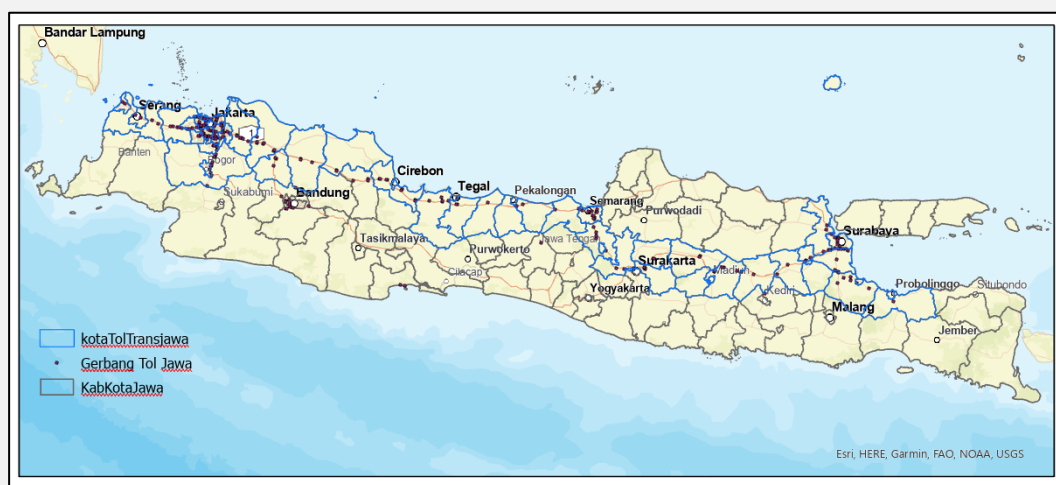 Bandar Lampung
Serang
Jakarta
1
Banten
Bogor
Cirebon
Sukabumi
Bandung
Tegal
Pekalongan
Semarang
Purwodadi
Jawa Tengah
Tasikmalaya
Purwokerto
Cilacap
Surakarta
Yogyakarta
Madiun
Kediri
Surabaya
Probolinggo
Situbondo
Malang
Jember
kotaTolTransjawa
Gerbang Tol Jawa
KabKotaJawa
Esri, HERE, Garmin, FAO, NOAA, USGS